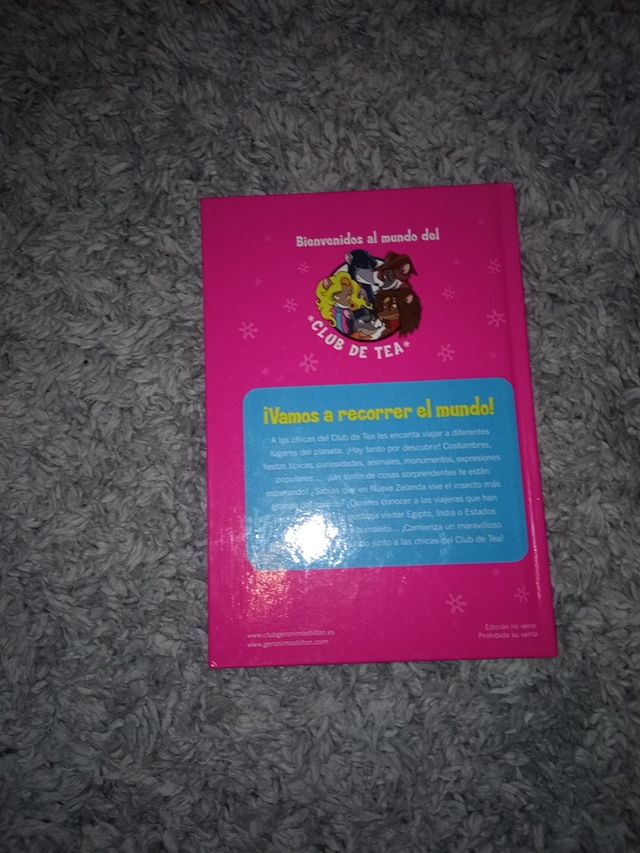 Bienvenidos al mundo del
*CLUB DE TEA*
¡Vamos a recorrer el mundo!
A las chicas del Club de Tea les encanta viajar a diferentes
lugares del planeta. ¡Hay tanto por descubrir! Costumbres,
fiestas típicas, curiosidades, animales, monumentos, expresiones
populares... ¡Un sinfín de cosas sorprendentes te están
esperando! ¿Sabías que en Nueva Zelanda vive el insecto más
¿Quieres conocer a las viajeras que han
visitar Egipto, India o Estados
maleta... ¡Comienza un maravilloso
junto a las chicas del Club de Tea!
www.clubgeronimostilton.es
www.geronimostilton.com
Edición no venal
Prohibida su venta